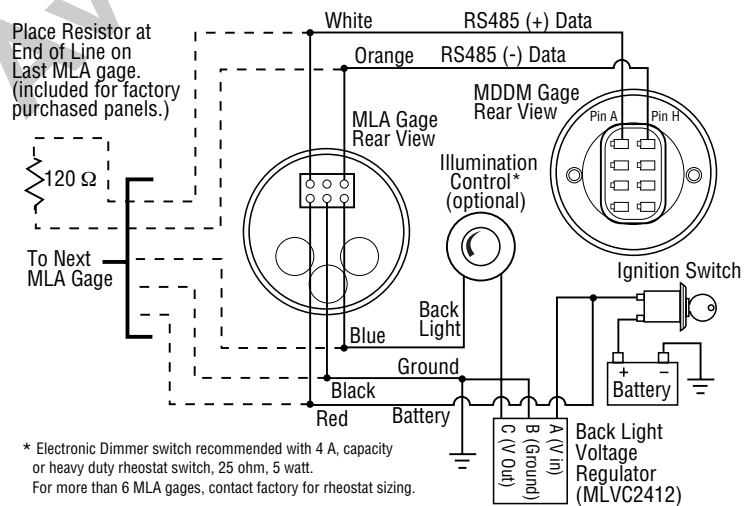 Place Resistor at
End of Line on
Last MLA gage.
(included for factory
purchased panels.)
White
RS485 (+) Data
Orange
RS485 (-) Data
MDDM Gage
Rear View
Pin A
Pin H
MLA Gage
Rear View
120 Ω
Illumination
Control*
(optional)
To Next
MLA Gage
Ignition Switch
Back
Light
Blue
Ground
Black
+
–
Battery
Red
Battery
C (V Out)
B (Ground)
A (V in)
Back Light
Voltage
Regulator
(MLVC2412)
* Electronic Dimmer switch recommended with 4 A, capacity
or heavy duty rheostat switch, 25 ohm, 5 watt.
For more than 6 MLA gages, contact factory for rheostat sizing.